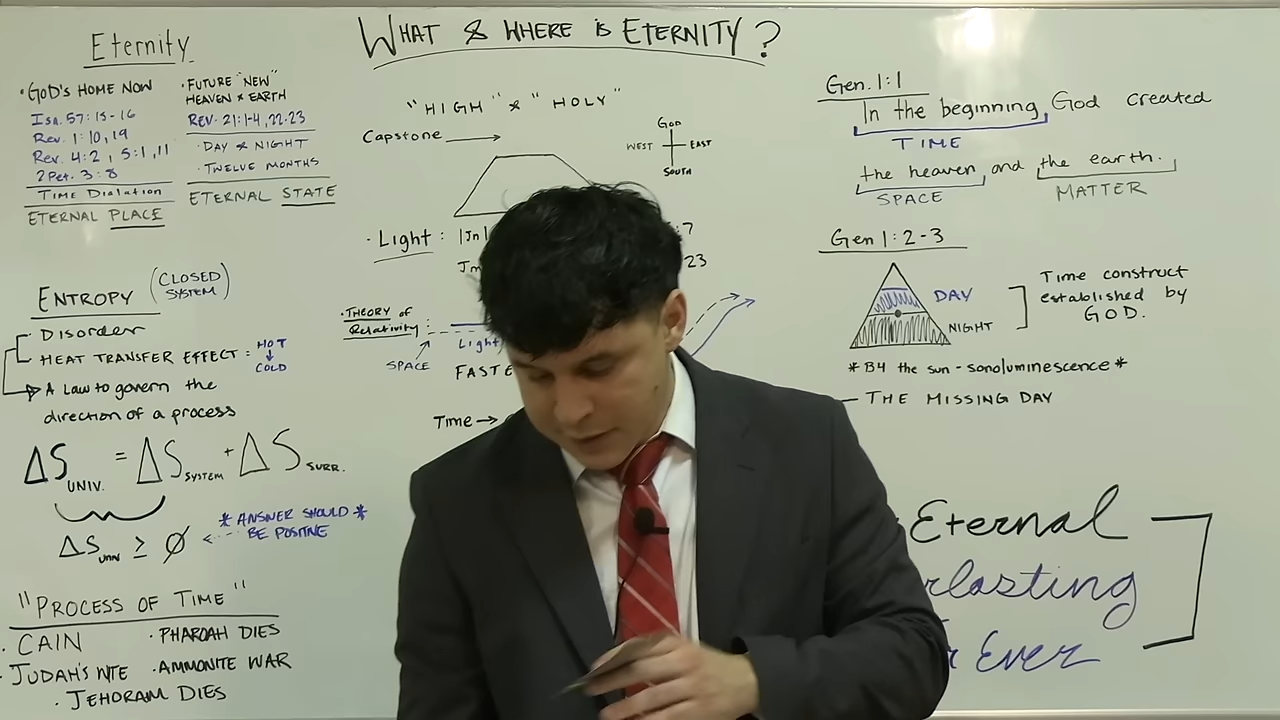 WHAT & WHERE IS ETERNITY?
Eternity
• GOD'S HOME NOW
Isa. 57:15-16
Rev. 1:10, 19
Rev. 4:2, 5:1,11
2 Pet. 3:8
TIME DIALATION
ETERNAL PLACE
• FUTURE "NEW"
HEAVEN & EARTH
REV. 21:1-4, 22-23
• DAY & NIGHT
• TWELVE MONTHS
ETERNAL STATE
ENTROPY (CLOSED SYSTEM)
• DISORDER
• HEAT TRANSFER EFFECT: HOT ↓ COLD
• A LAW to govern the
direction of a process
ΔS UNIV. = ΔS SYSTEM + ΔS SURR.
ΔS UNIV. ≥ Ø
* ANSWER SHOULD *
BE POSITIVE
"PROCESS OF TIME"
• CAIN
• JUDAH'S WIFE
• JEHORAM DIES
• PHAROAH DIES
• AMMONITE WAR
"HIGH" & "HOLY"
Capstone →
GOD
WEST EAST
SOUTH
• Light: 1Jn
:7
23
• THEORY of
Relativity:
Light
SPACE
Time →
Gen. 1:1
In the beginning, God created
TIME
the heaven, and the earth.
SPACE MATTER
Gen 1:2-3
DAY
NIGHT
Time construct
established by
GOD.
* B4 the sun - sonoluminescence *
— THE MISSING DAY
Eternal
Ever